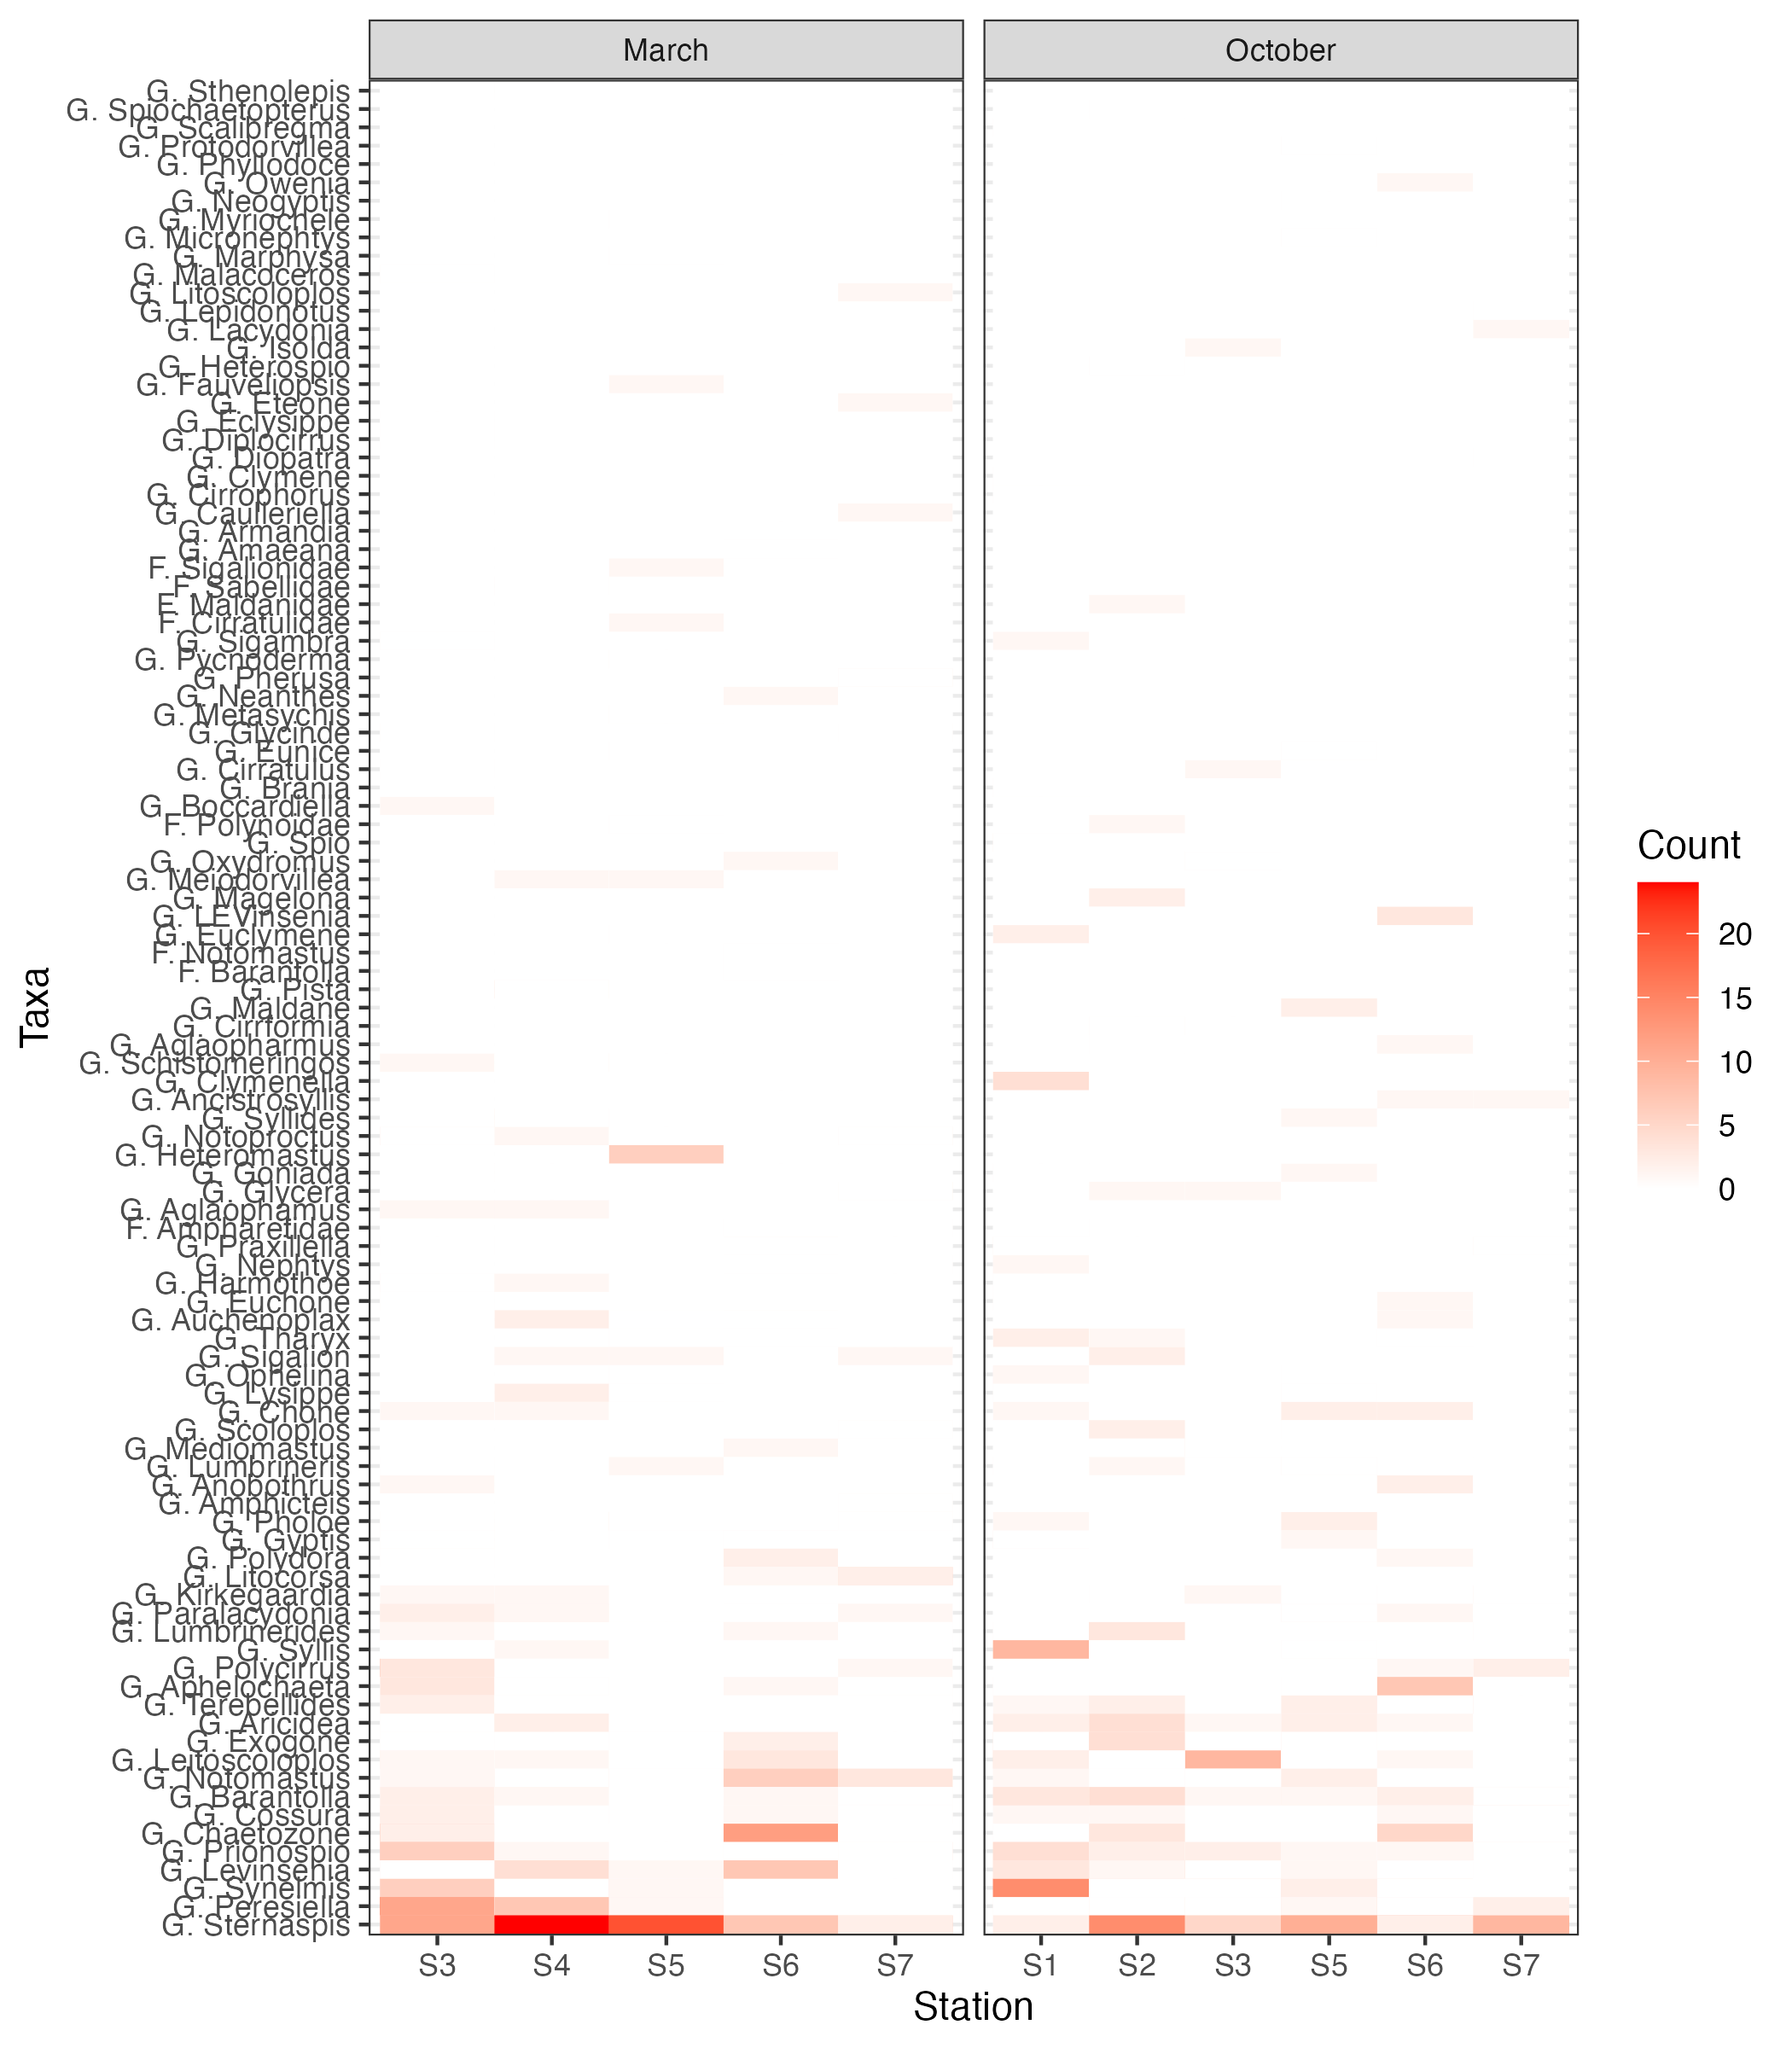 March
October
G. Sthenolepis
G. Spiochaetopterus
G. Scalibregma
G. Protodorvillea
G. Phyllodoce
G. Owenia
G. Neogyptis
G. Myriochele
G. Micronephtys
G. Marphysa
G. Malacoceros
G. Litoscoloplos
G. Lepidonotus
G. Lacydonia
G. Isolda
G. Heterospio
G. Fauveliopsis
G. Eteone
G. Eclysippe
G. Diplocirrus
G. Diopatra
G. Clymene
G. Cirrophorus
G. Caulleriella
G. Armandia
G. Amaeana
F. Sigalionidae
F. Sabellidae
F. Maldanidae
F. Cirratulidae
G. Sigambra
G. Pycnoderma
G. Pherusa
G. Neanthes
G. Metasychis
G. Glycinde
G. Eunice
G. Cirratulus
G. Brania
G. Boccardiella
F. Polynoidae
G. Spio
G. Oxydromus
G. Meiodorvillea
G. Magelona
G. LEVinsenia
G. Euclymene
F. Notomastus
F. Barantolla
G. Pista
G. Maldane
G. Cirriformia
G. Aglaopharmus
G. Schistomeringos
G. Clymenella
G. Ancistrosyllis
G. Syllides
G. Notoproctus
G. Heteromastus
G. Goniada
G. Glycera
G. Aglaophamus
F. Ampharetidae
G. Praxillella
G. Nephtys
G. Harmothoe
G. Euchone
G. Auchenoplax
G. Tharyx
G. Sigalion
G. Ophelina
G. Lysippe
G. Chone
G. Scoloplos
G. Mediomastus
G. Lumbrineris
G. Anobothrus
G. Amphicteis
G. Pholoe
G. Gyptis
G. Polydora
G. Litocorsa
G. Kirkegaardia
G. Paralacydonia
G. Lumbrinerides
G. Syllis
G. Polycirrus
G. Aphelochaeta
G. Terebellides
G. Aricidea
G. Exogone
G. Leitoscoloplos
G. Notomastus
G. Barantolla
G. Cossura
G. Chaetozone
G. Prionospio
G. Levinsenia
G. Synelmis
G. Peresiella
G. Sternaspis
Taxa
S3 S4 S5 S6 S7
S1 S2 S3 S5 S6 S7
Station
Count
20
15
10
5
0